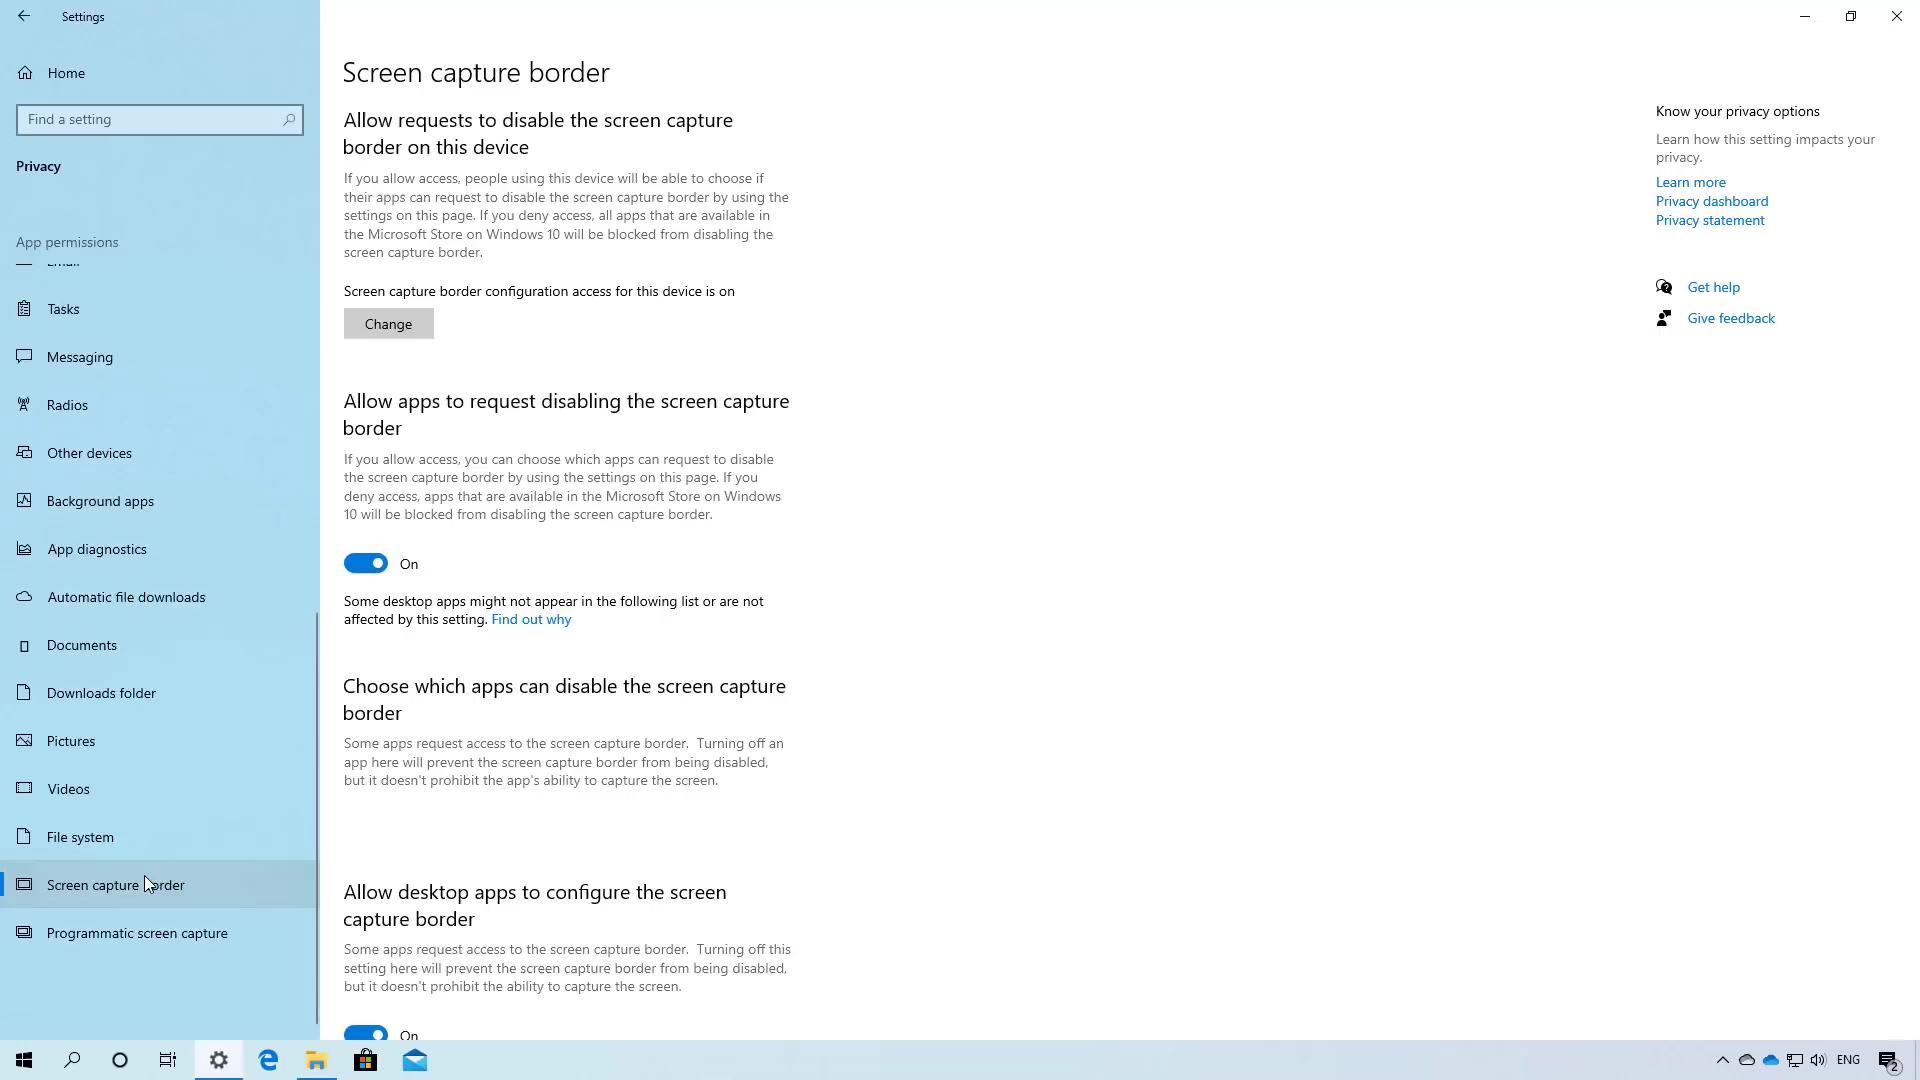 Settings
Home
Find a setting
Privacy
App permissions
Email
Tasks
Messaging
Radios
Other devices
Background apps
App diagnostics
Automatic file downloads
Documents
Downloads folder
Pictures
Videos
File system
Screen capture border
Programmatic screen capture
Screen capture border
Allow requests to disable the screen capture
border on this device
If you allow access, people using this device will be able to choose if
their apps can request to disable the screen capture border by using the
settings on this page. If you deny access, all apps that are available in
the Microsoft Store on Windows 10 will be blocked from disabling the
screen capture border.
Screen capture border configuration access for this device is on
Change
Allow apps to request disabling the screen capture
border
If you allow access, you can choose which apps can request to disable
the screen capture border by using the settings on this page. If you
deny access, apps that are available in the Microsoft Store on Windows
10 will be blocked from disabling the screen capture border.
On
Some desktop apps might not appear in the following list or are not
affected by this setting. Find out why
Choose which apps can disable the screen capture
border
Some apps request access to the screen capture border.  Turning off an
app here will prevent the screen capture border from being disabled,
but it doesn't prohibit the app's ability to capture the screen.
Allow desktop apps to configure the screen
capture border
Some apps request access to the screen capture border.  Turning off this
setting here will prevent the screen capture border from being disabled,
but it doesn't prohibit the ability to capture the screen.
On
Know your privacy options
Learn how this setting impacts your
privacy.
Learn more
Privacy dashboard
Privacy statement
Get help
Give feedback
ENG
2